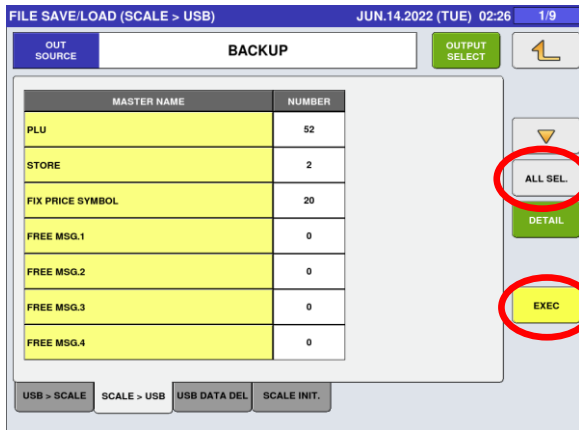 FILE SAVE/LOAD (SCALE > USB) JUN.14.2022 (TUE) 02:26 1/9
OUT
SOURCE
BACKUP
OUTPUT
SELECT
MASTER NAME NUMBER
PLU 52
STORE 2
FIX PRICE SYMBOL 20
FREE MSG.1 0
FREE MSG.2 0
FREE MSG.3 0
FREE MSG.4 0
ALL SEL.
DETAIL
EXEC
USB > SCALE SCALE > USB USB DATA DEL SCALE INIT.